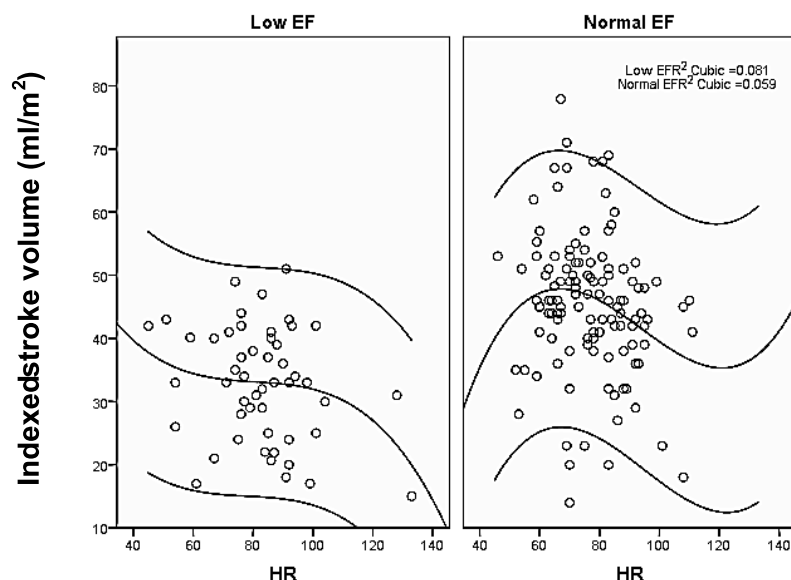 Low EF
Normal EF
Low EFR² Cubic =0.081
Normal EFR² Cubic =0.059
Indexedstroke volume (ml/m²)
80
70
60
50
40
30
20
10
40 60 80 100 120 140
40 60 80 100 120 140
HR
HR